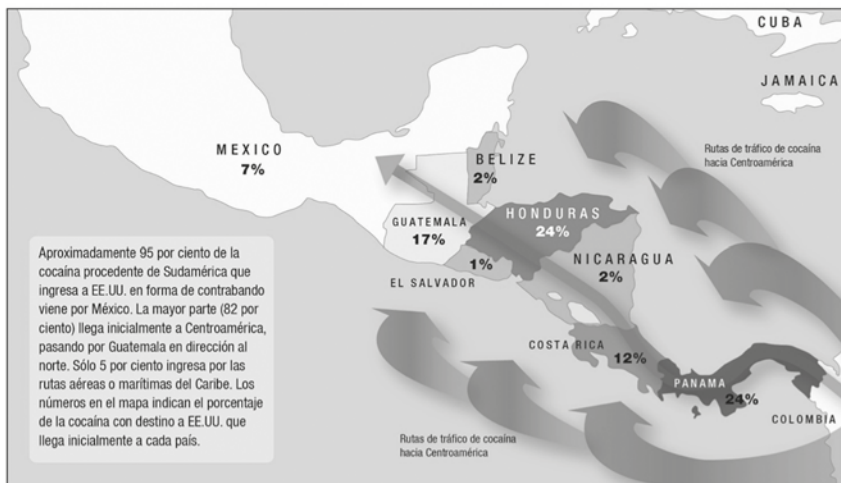 CUBA
JAMAICA
MEXICO
7%
BELIZE
2%
Rutas de tráfico de cocaína
hacia Centroamérica
GUATEMALA
17%
HONDURAS
24%
NICARAGUA
2%
1%
EL SALVADOR
COSTA RICA
12%
PANAMA
24%
COLOMBIA
Aproximadamente 95 por ciento de la
cocaína procedente de Sudamérica que
ingresa a EE.UU. en forma de contrabando
viene por México. La mayor parte (82 por
ciento) llega inicialmente a Centroamérica,
pasando por Guatemala en dirección al
norte. Sólo 5 por ciento ingresa por las
rutas aéreas o marítimas del Caribe. Los
números en el mapa indican el porcentaje
de la cocaína con destino a EE.UU. que
llega inicialmente a cada país.
Rutas de tráfico de cocaína
hacia Centroamérica